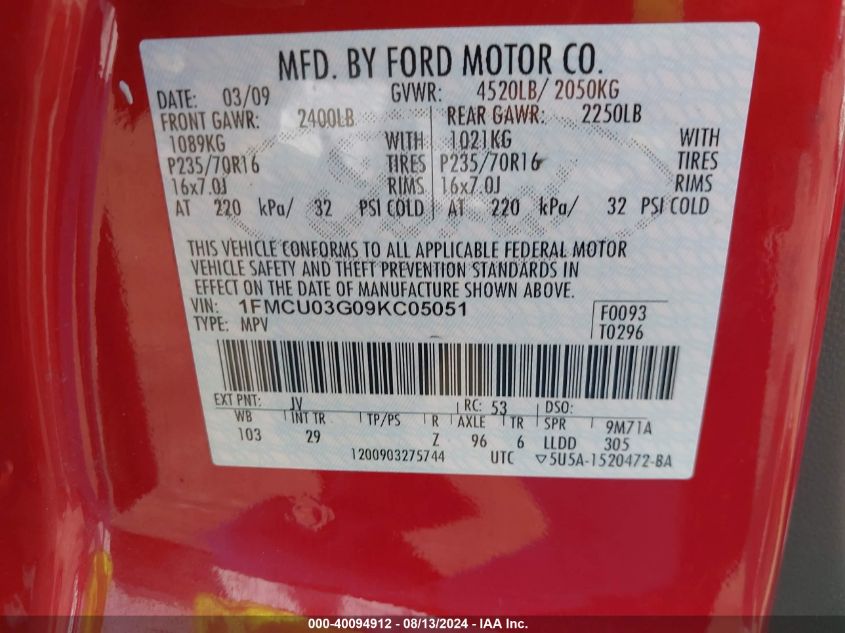 MFD. BY FORD MOTOR CO.
DATE: 03/09 GVWR: 4520LB/ 2050KG
FRONT GAWR: 2400LB REAR GAWR: 2250LB
1089KG WITH 1021KG WITH
P235/70R16 TIRES P235/70R16 TIRES
16x7.0J RIMS 16x7.0J RIMS
AT 220 kPa/ 32 PSI COLD AT 220 kPa/ 32 PSI COLD
THIS VEHICLE CONFORMS TO ALL APPLICABLE FEDERAL MOTOR
VEHICLE SAFETY AND THEFT PREVENTION STANDARDS IN
EFFECT ON THE DATE OF MANUFACTURE SHOWN ABOVE.
VIN: 1FMCU03G09KC05051 F0093
TYPE: MPV T0296
EXT PNT: JV RC: 53 DSO:
WB INT TR TP/PS R AXLE TR SPR 9M71A
103 29 Z 96 6 LLDD 305
1200903275744 UTC ▽5U5A-1520472-BA
000-40094912 - 08/13/2024 - IAA Inc.